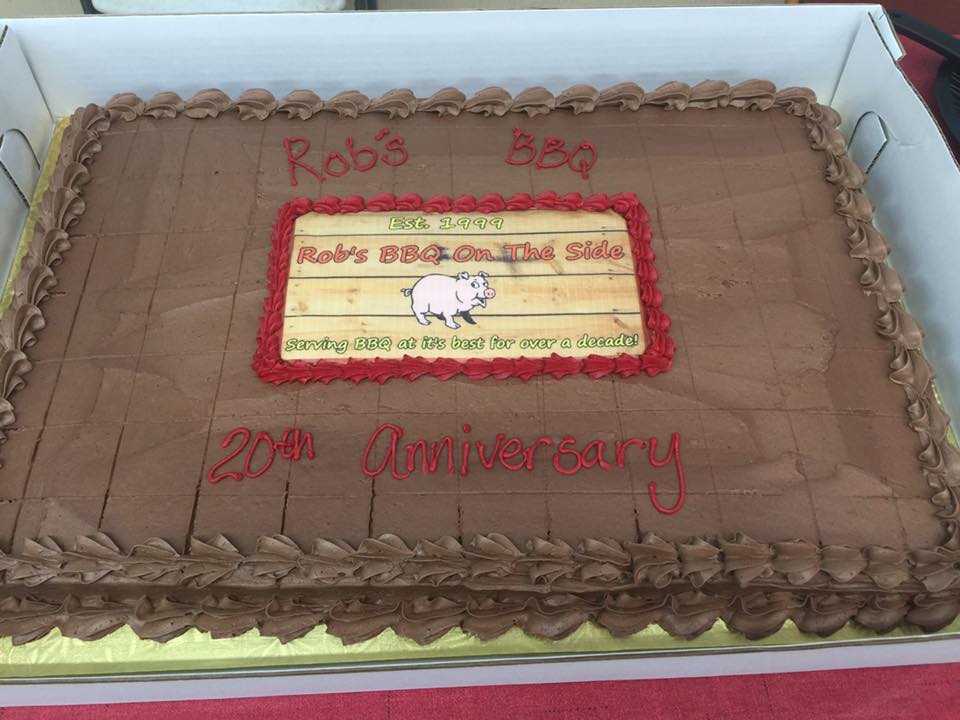 Rob's BBQ
Est. 1999
Rob's BBQ On The Side
Serving BBQ at it's best for over a decade!
20th Anniversary